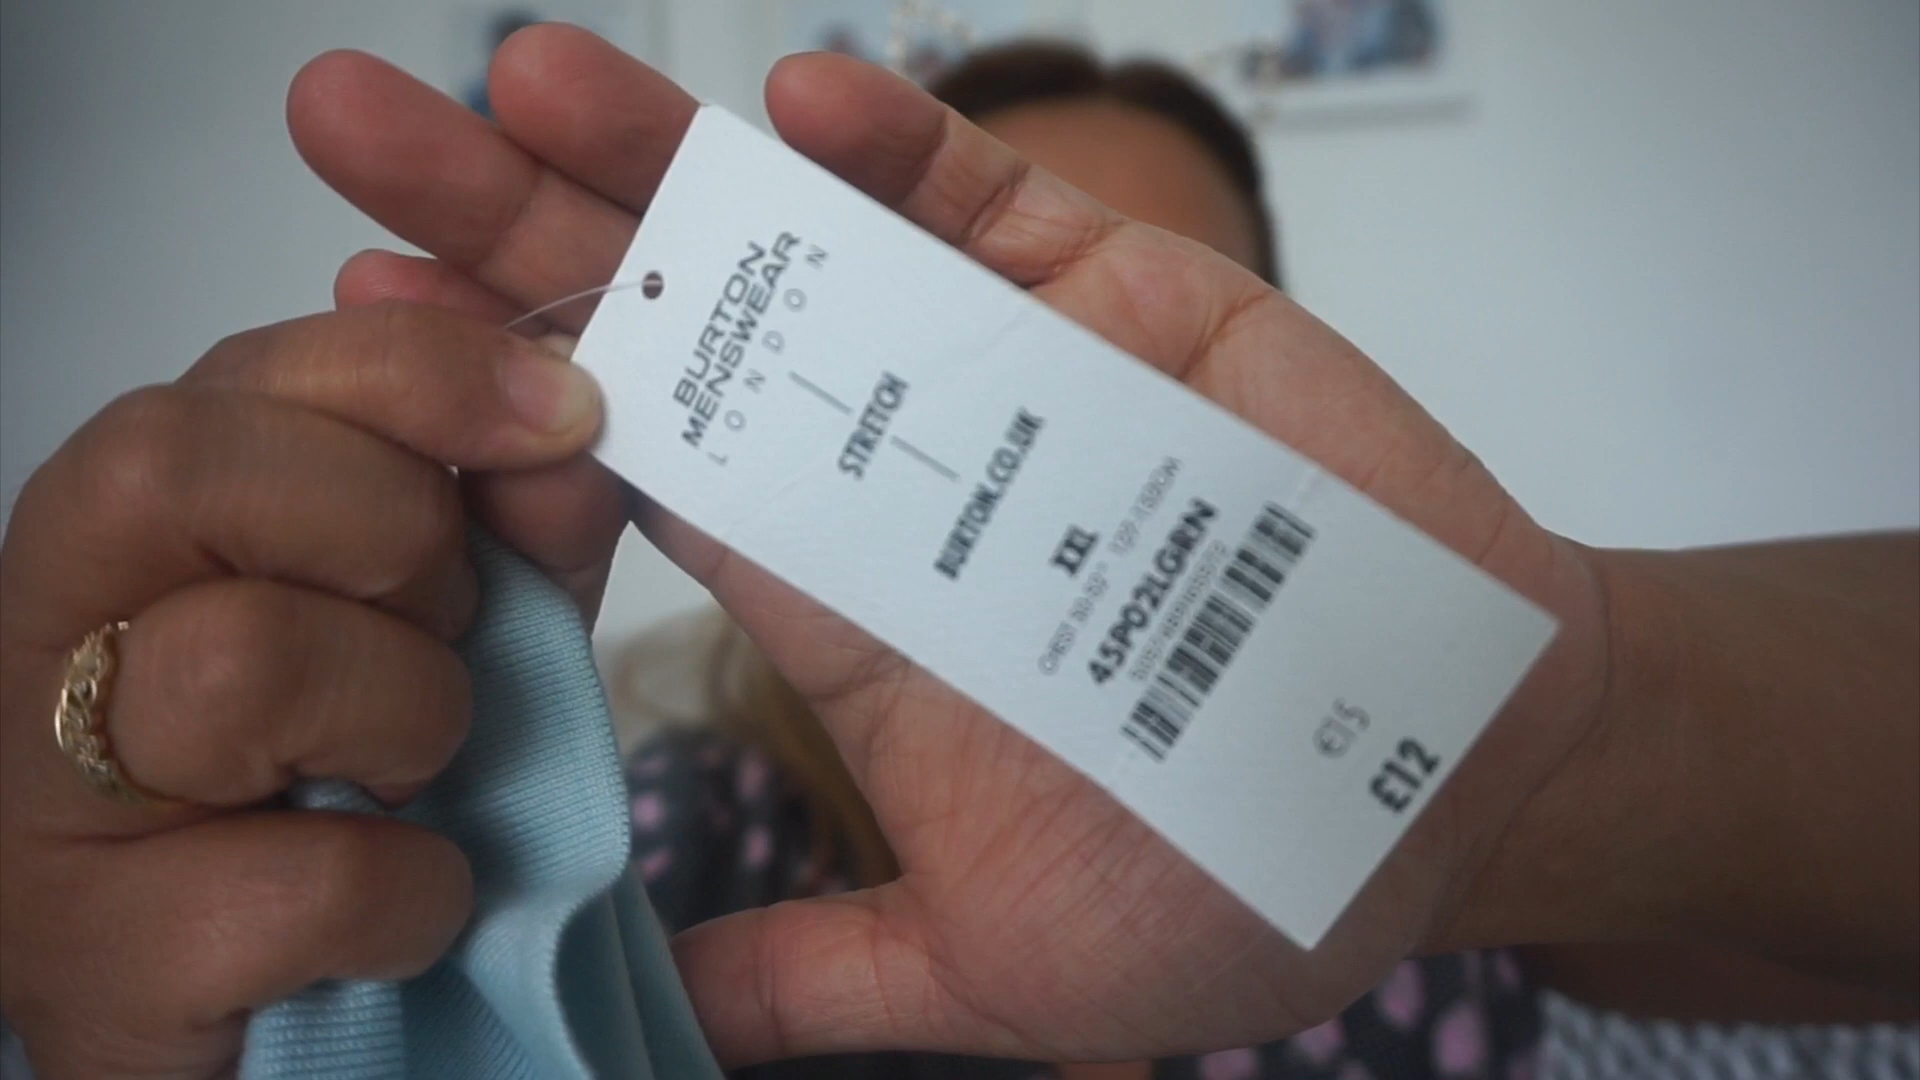 BURTON
MENSWEAR
LONDON
STRETCH
BURTON.CO.UK
XXL
45P02LGRN
€15
£12